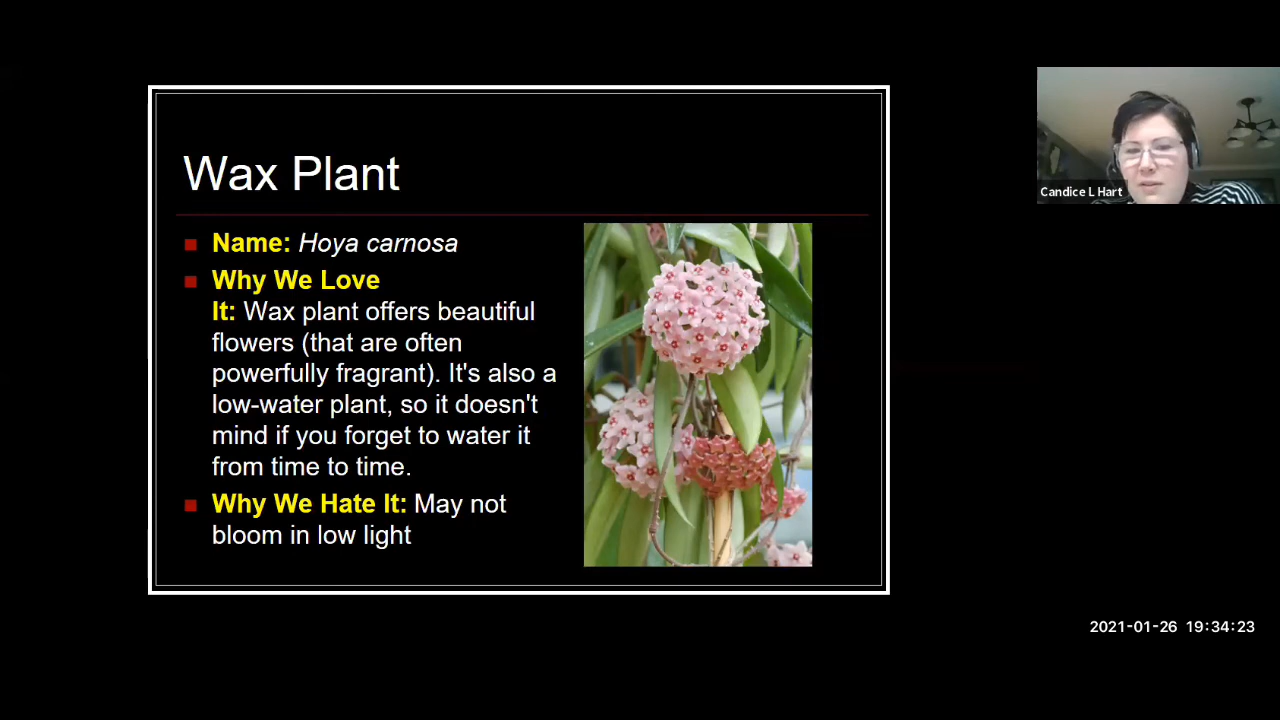 Wax Plant
Name: Hoya carnosa
Why We Love
It: Wax plant offers beautiful
flowers (that are often
powerfully fragrant). It's also a
low-water plant, so it doesn't
mind if you forget to water it
from time to time.
Why We Hate It: May not
bloom in low light
Candice L Hart
2021-01-26 19:34:23